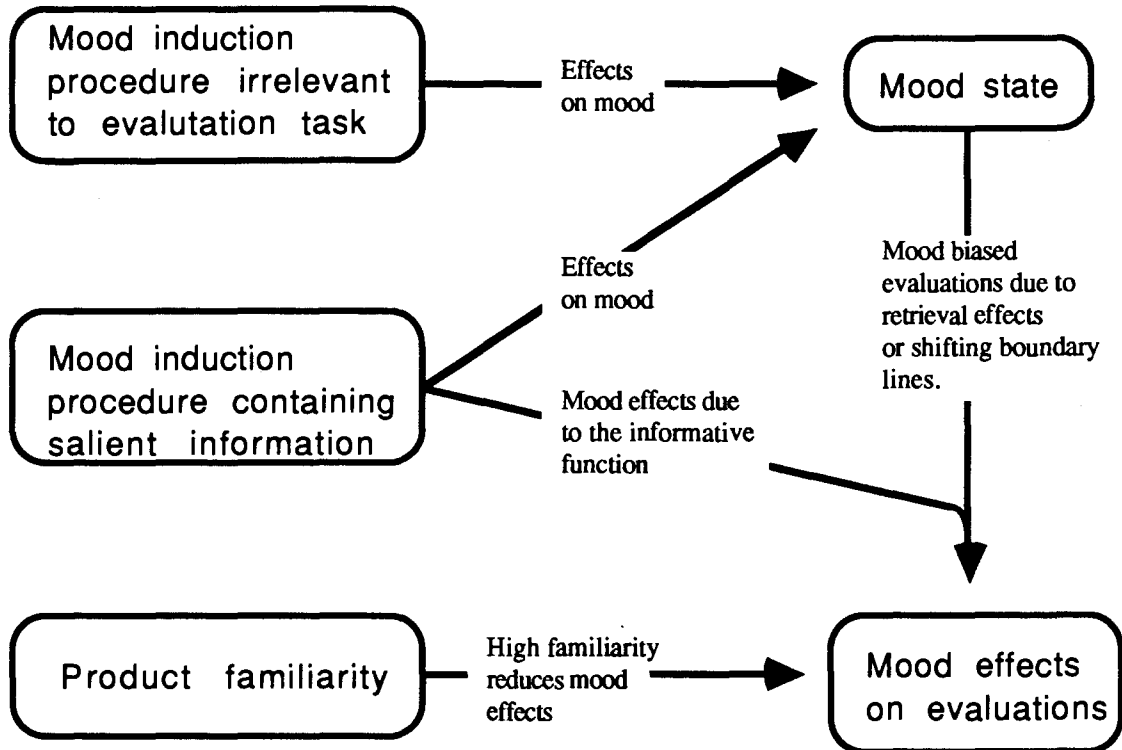 Mood induction
procedure irrelevant
to evalutation task
Effects
on mood
Mood state
Effects
on mood
Mood biased
evaluations due to
retrieval effects
or shifting boundary
lines.
Mood induction
procedure containing
salient information
Mood effects due
to the informative
function
Product familiarity
High familiarity
reduces mood
effects
Mood effects
on evaluations